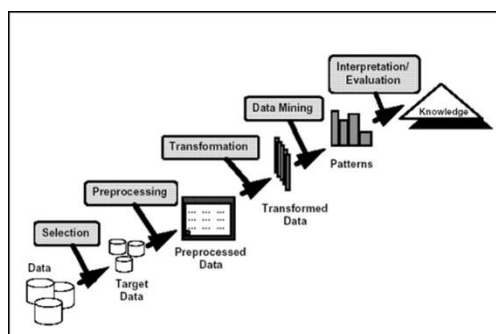 Interpretation/
Evaluation
Data Mining
Knowledge
Transformation
Patterns
Preprocessing
Transformed
Data
Selection
Preprocessed
Data
Data
Target
Data